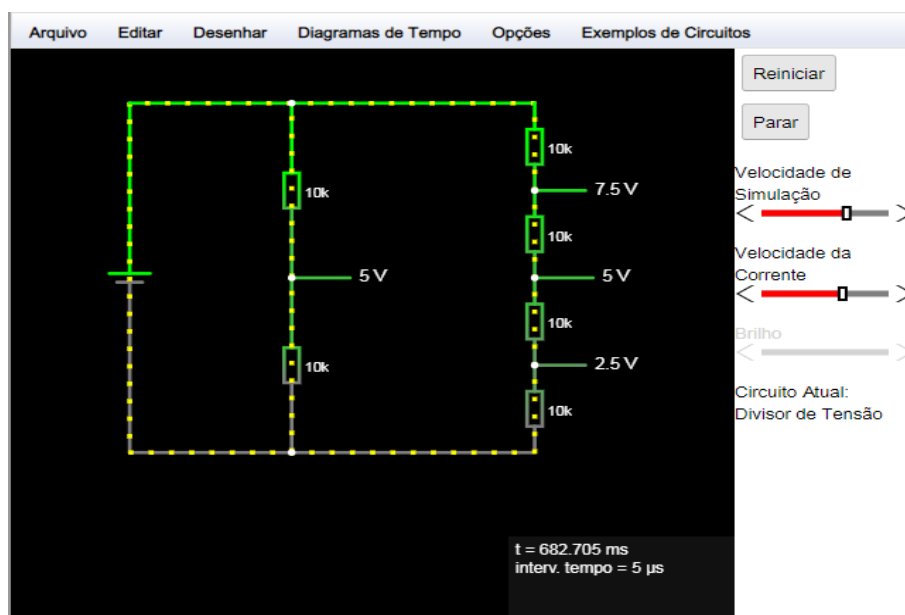 Arquivo Editar Desenhar Diagramas de Tempo Opções Exemplos de Circuitos
Reiniciar
Parar
Velocidade de
Simulação
Velocidade da
Corrente
Brilho
Circuito Atual:
Divisor de Tensão
10k
10k
5 V
10k
7.5 V
10k
5 V
10k
2.5 V
10k
t = 682.705 ms
interv. tempo = 5 μs